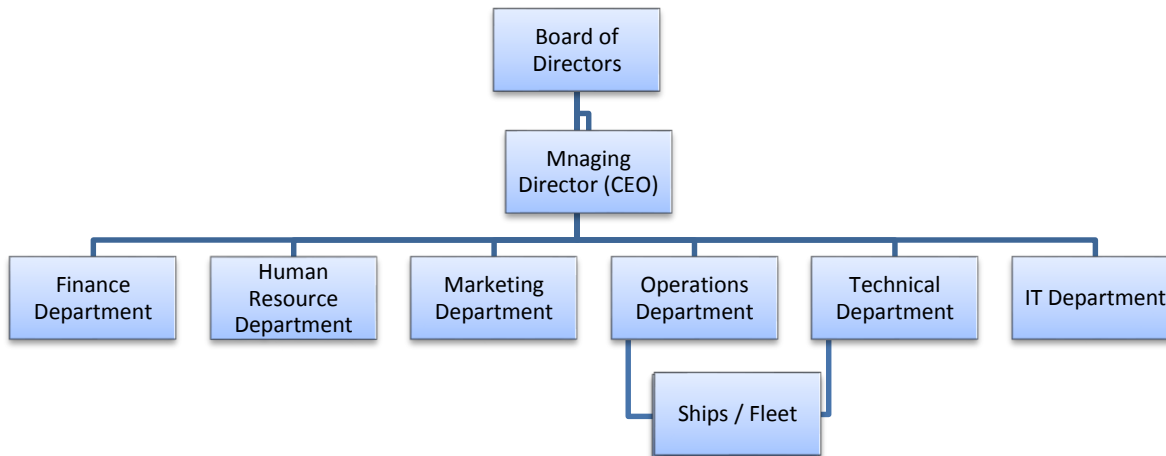 Board of
Directors
Mnaging
Director (CEO)
Finance
Department
Human
Resource
Department
Marketing
Department
Operations
Department
Technical
Department
IT Department
Ships / Fleet